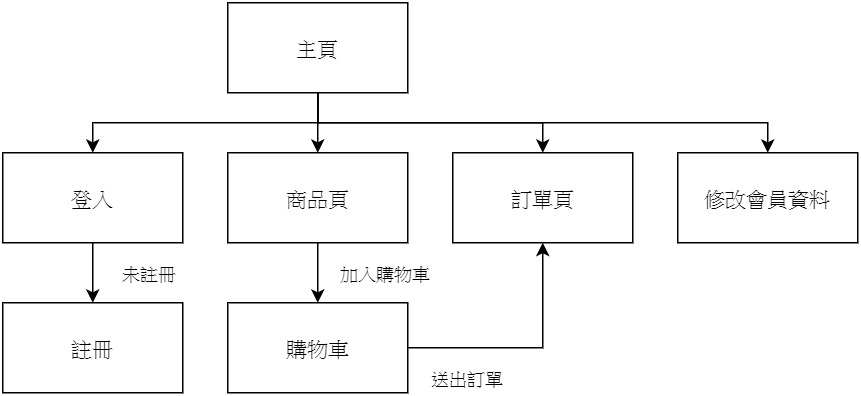 主頁
登入
商品頁
訂單頁
修改會員資料
未註冊
加入購物車
註冊
購物車
送出訂單